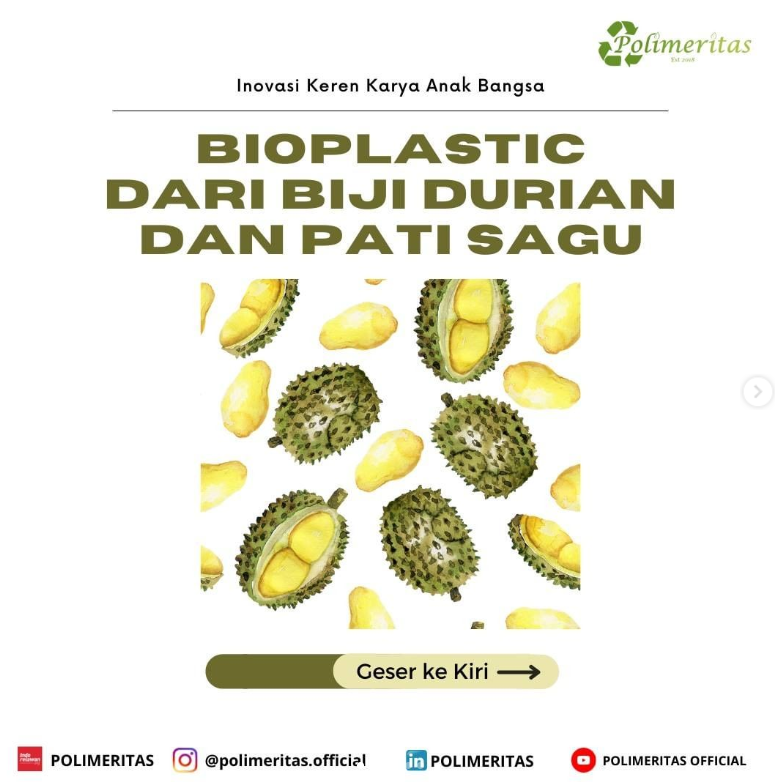 Polimeritas
Inovasi Keren Karya Anak Bangsa
BIOPLASTIC
DARI BIJI DURIAN
DAN PATI SAGU
Geser ke Kiri
POLIMERITAS
@polimeritas.official
POLIMERITAS
POLIMERITAS OFFICIAL